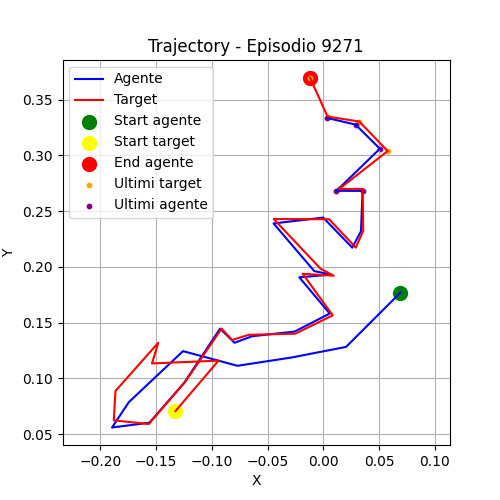 Trajectory - Episodio 9271
Agente
Target
Start agente
Start target
End agente
Ultimi target
Ultimi agente
0.35
0.30
0.25
0.20
0.15
0.10
0.05
Y
−0.20
−0.15
−0.10
−0.05
0.00
0.05
0.10
X